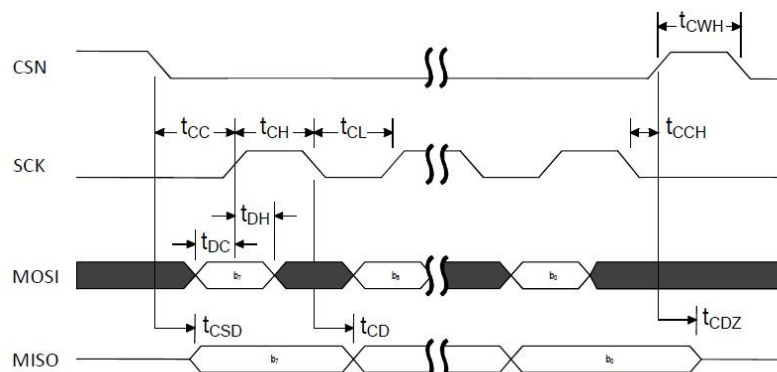 tCWH
CSN
tCC tCH tCL tCCH
SCK
tDH
tDC
MOSI b7 b6 b0
tCSD tCD tCDZ
MISO b7 b0